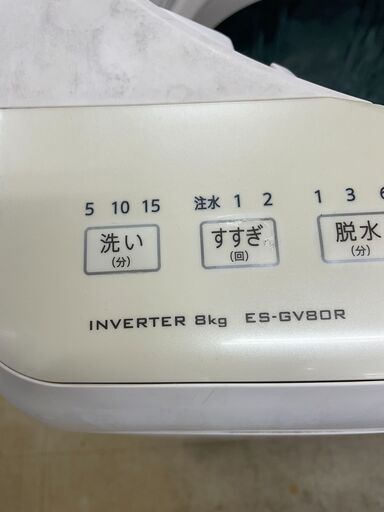 5 10 15 注水 1 2 1 3 6
洗い すすぎ 脱水
(分) (回) (分)
INVERTER 8kg ES-GV80R